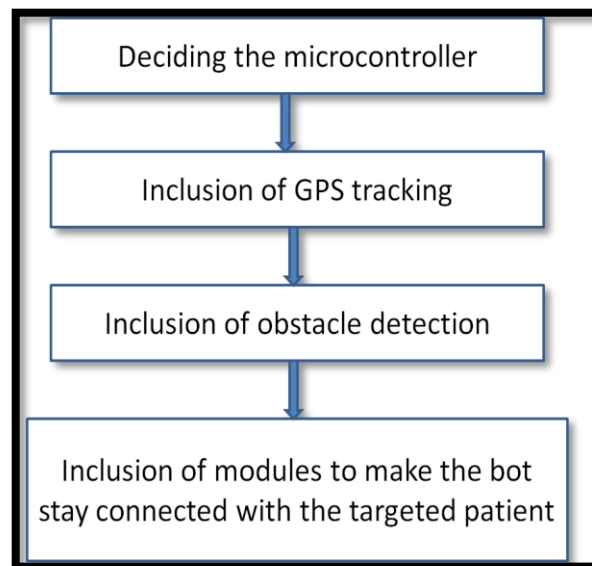 Deciding the microcontroller
Inclusion of GPS tracking
Inclusion of obstacle detection
Inclusion of modules to make the bot
stay connected with the targeted patient